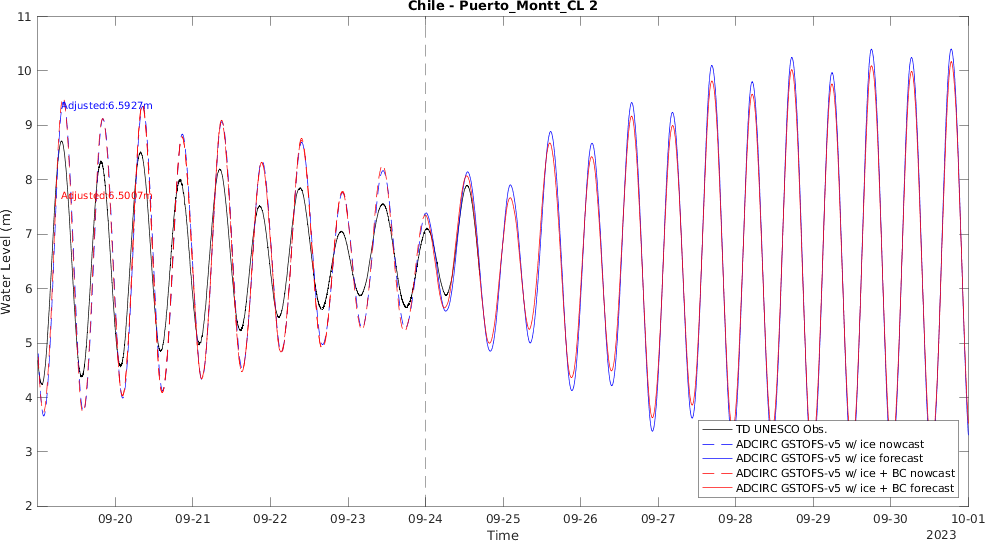 Chile - Puerto_Montt_CL 2
11
10
9
8
7
6
5
4
3
2
Water Level (m)
Adjusted:6.5927m
Adjusted:6.5007m
TD UNESCO Obs.
ADCIRC GSTOFS-v5 w/ ice nowcast
ADCIRC GSTOFS-v5 w/ ice forecast
ADCIRC GSTOFS-v5 w/ ice + BC nowcast
ADCIRC GSTOFS-v5 w/ ice + BC forecast
09-20 09-21 09-22 09-23 09-24 09-25 09-26 09-27 09-28 09-29 09-30 10-01
Time
2023